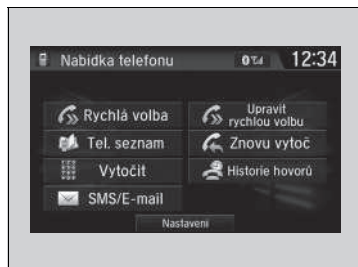 Nabídka telefonu 12:34
Rychlá volba
Upravit
rychlou volbu
Tel. seznam
Znovu vytoč
Vytočit
Historie hovorů
SMS/E-mail
Nastavení